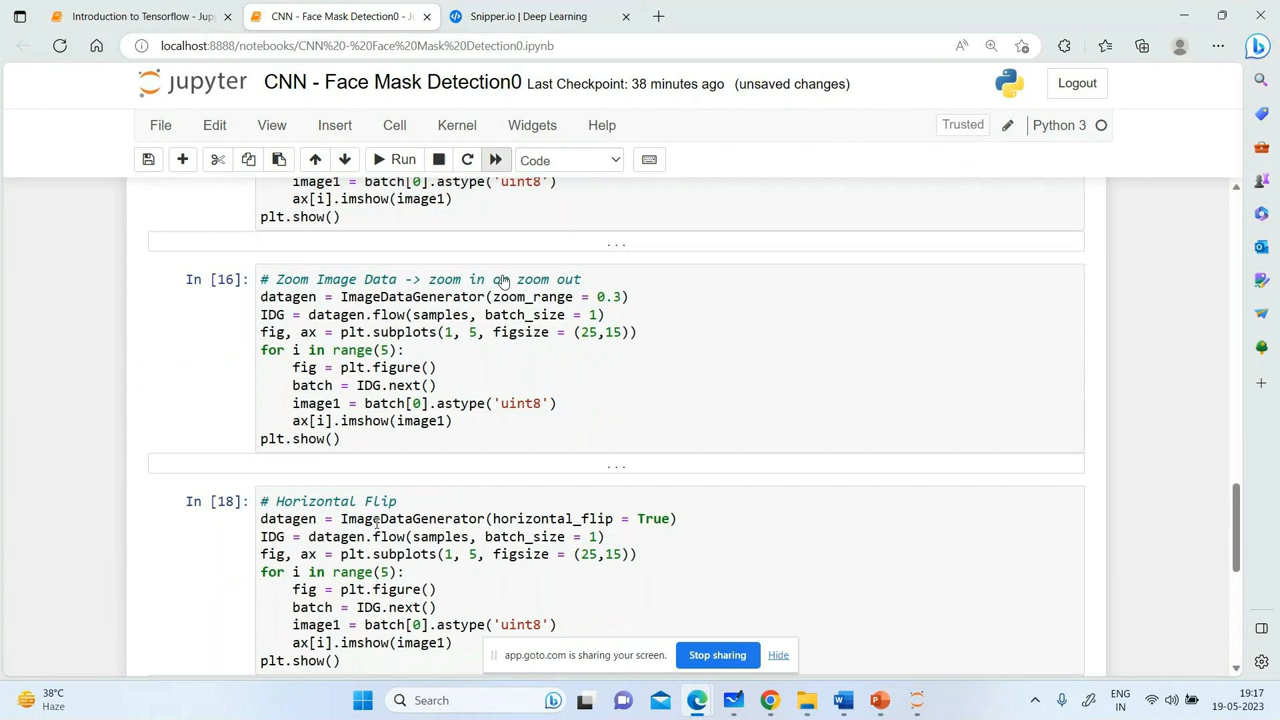 Introduction to Tensorflow - Jup
CNN - Face Mask Detection0 - J
Snipper.io | Deep Learning
localhost:8888/notebooks/CNN%20-%20Face%20Mask%20Detection0.ipynb
jupyter CNN - Face Mask Detection0 Last Checkpoint: 38 minutes ago (unsaved changes)
Logout
File Edit View Insert Cell Kernel Widgets Help
Trusted
Python 3
Run
Code
image1 = batch[0].astype('uint8')
ax[i].imshow(image1)
plt.show()
...
In [16]:
# Zoom Image Data -> zoom in or zoom out
datagen = ImageDataGenerator(zoom_range = 0.3)
IDG = datagen.flow(samples, batch_size = 1)
fig, ax = plt.subplots(1, 5, figsize = (25,15))
for i in range(5):
fig = plt.figure()
batch = IDG.next()
image1 = batch[0].astype('uint8')
ax[i].imshow(image1)
plt.show()
...
In [18]:
# Horizontal Flip
datagen = ImageDataGenerator(horizontal_flip = True)
IDG = datagen.flow(samples, batch_size = 1)
fig, ax = plt.subplots(1, 5, figsize = (25,15))
for i in range(5):
fig = plt.figure()
batch = IDG.next()
image1 = batch[0].astype('uint8')
ax[i].imshow(image1)
plt.show()
app.goto.com is sharing your screen.
Stop sharing
Hide
38°C
Haze
Search
ENG
IN
19:17
19-05-2023